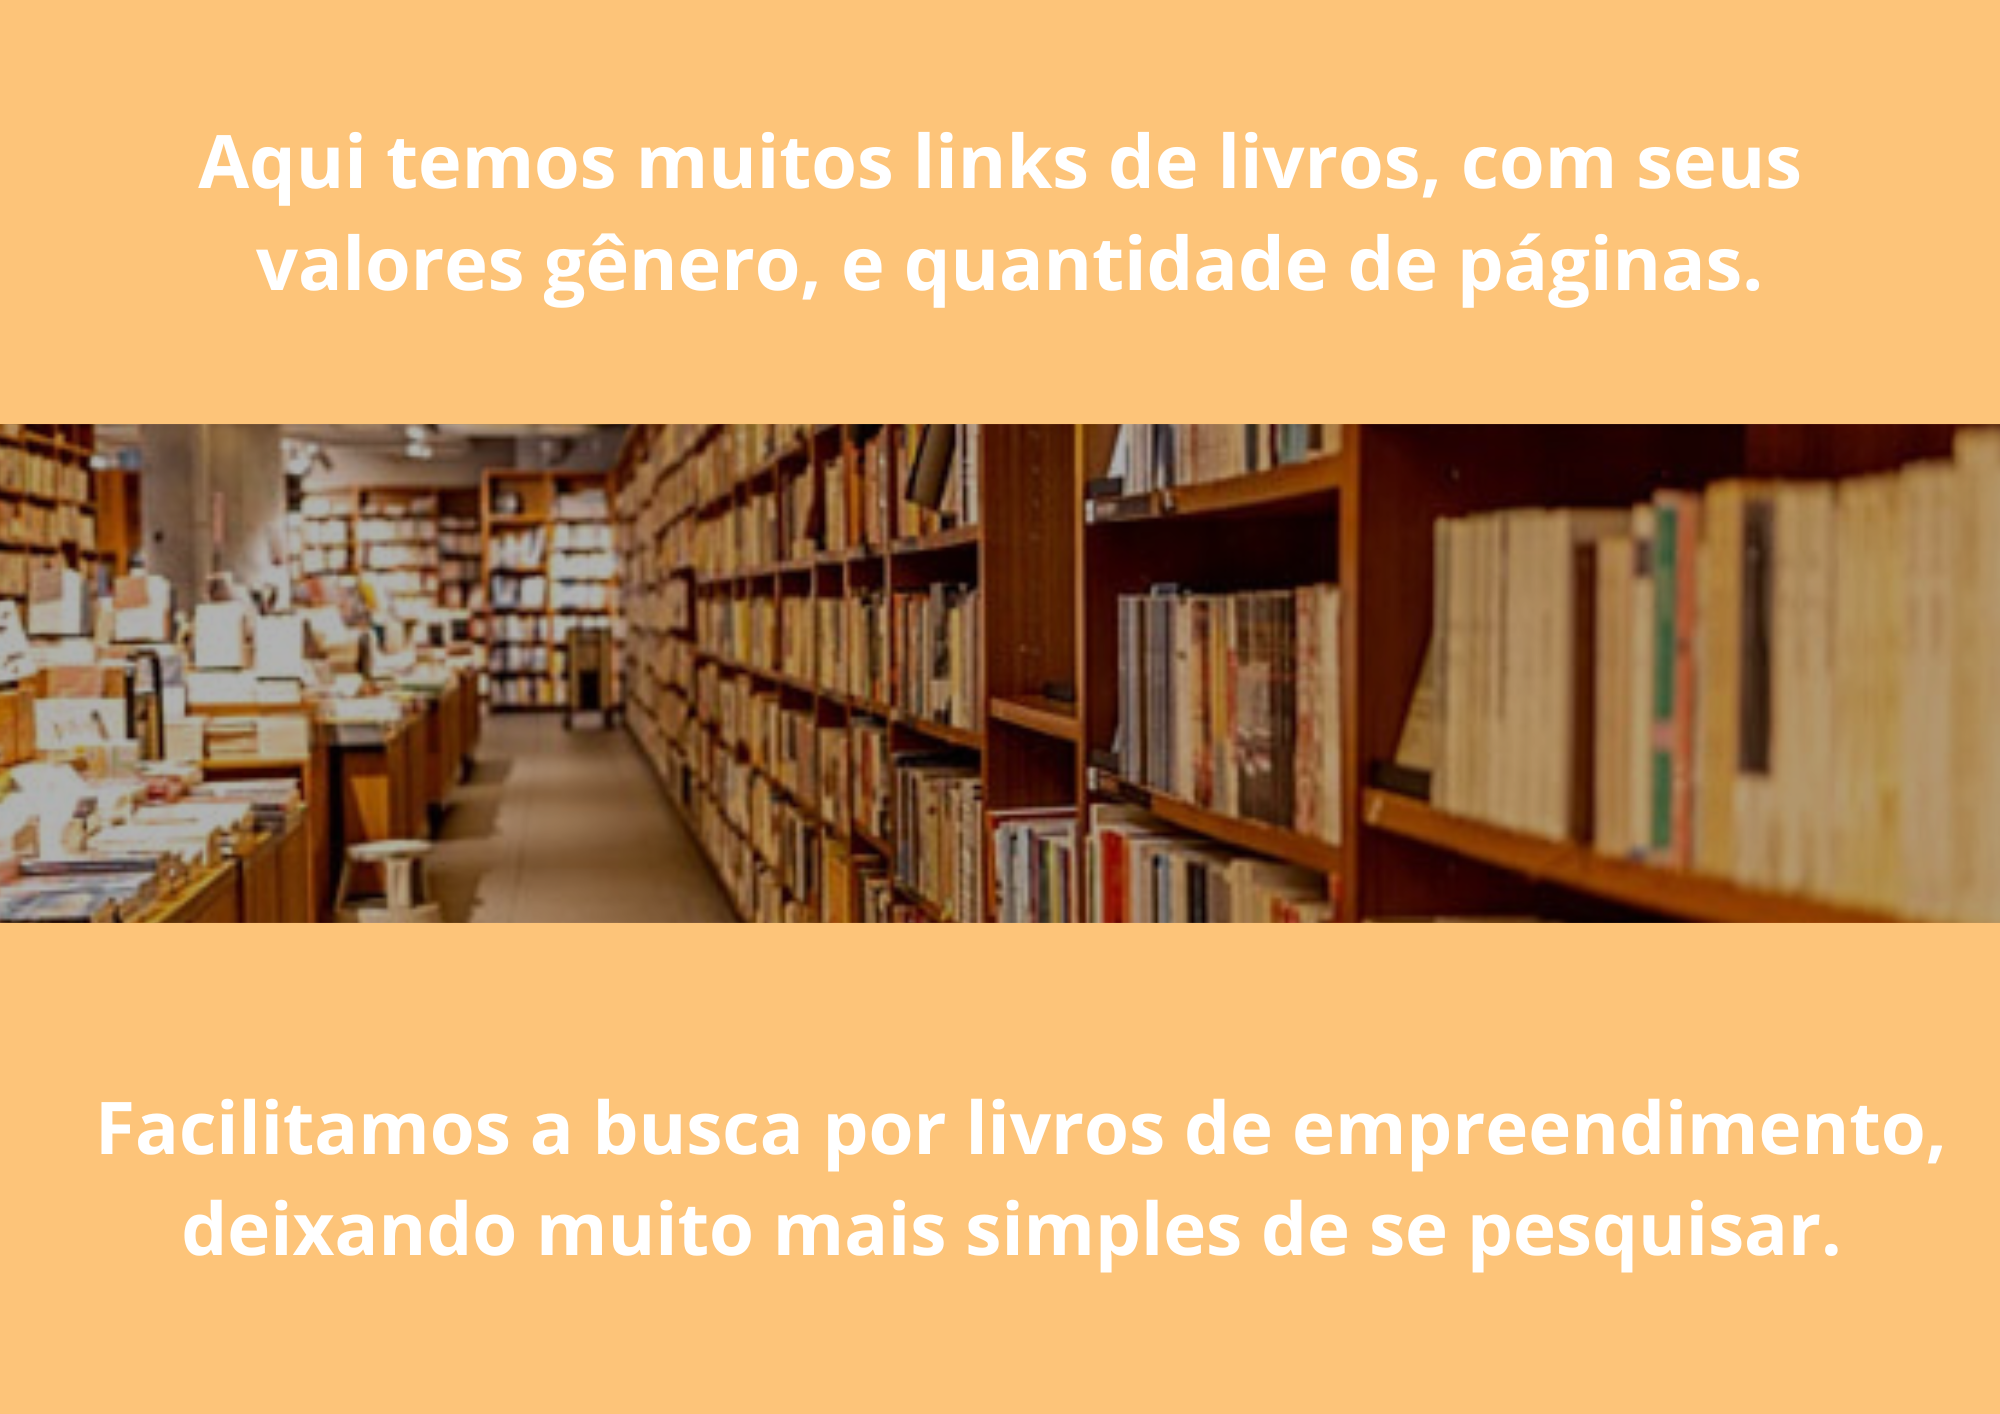 Aqui temos muitos links de livros, com seus
valores gênero, e quantidade de páginas.
Facilitamos a busca por livros de empreendimento,
deixando muito mais simples de se pesquisar.